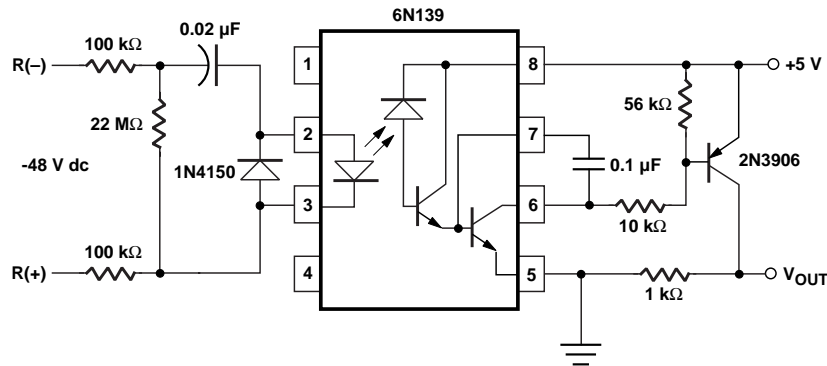 6N139
0.02 µF
100 kΩ
R(–)
1
8
+5 V
56 kΩ
22 MΩ
2
7
-48 V dc
1N4150
0.1 µF
2N3906
3
6
10 kΩ
100 kΩ
R(+)
4
5
1 kΩ
VOUT